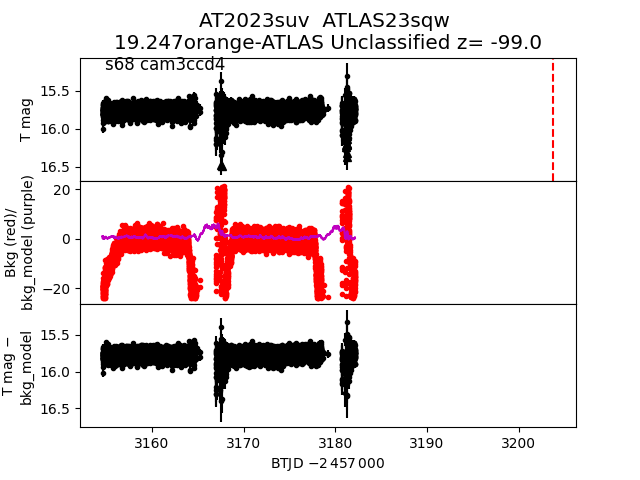 AT2023suv  ATLAS23sqw
19.247orange-ATLAS Unclassified z= -99.0
s68 cam3ccd4
T mag
15.5
16.0
16.5
Bkg (red)/
bkg_model (purple)
20
0
−20
T mag −
bkg_model
15.5
16.0
16.5
3160 3170 3180 3190 3200
BTJD −2 457 000